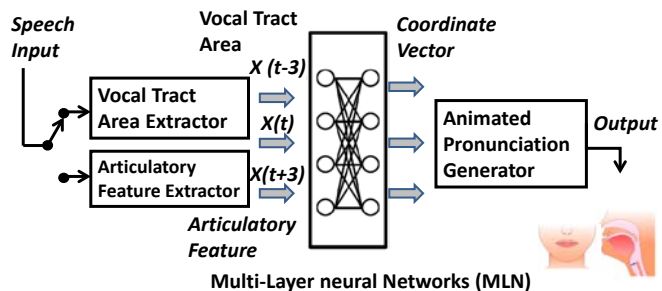 Speech
Input
Vocal Tract
Area Extractor
Articulatory
Feature Extractor
Vocal Tract
Area
X (t-3)
X(t)
X(t+3)
Articulatory
Feature
Multi-Layer neural Networks (MLN)
Coordinate
Vector
Animated
Pronunciation
Generator
Output